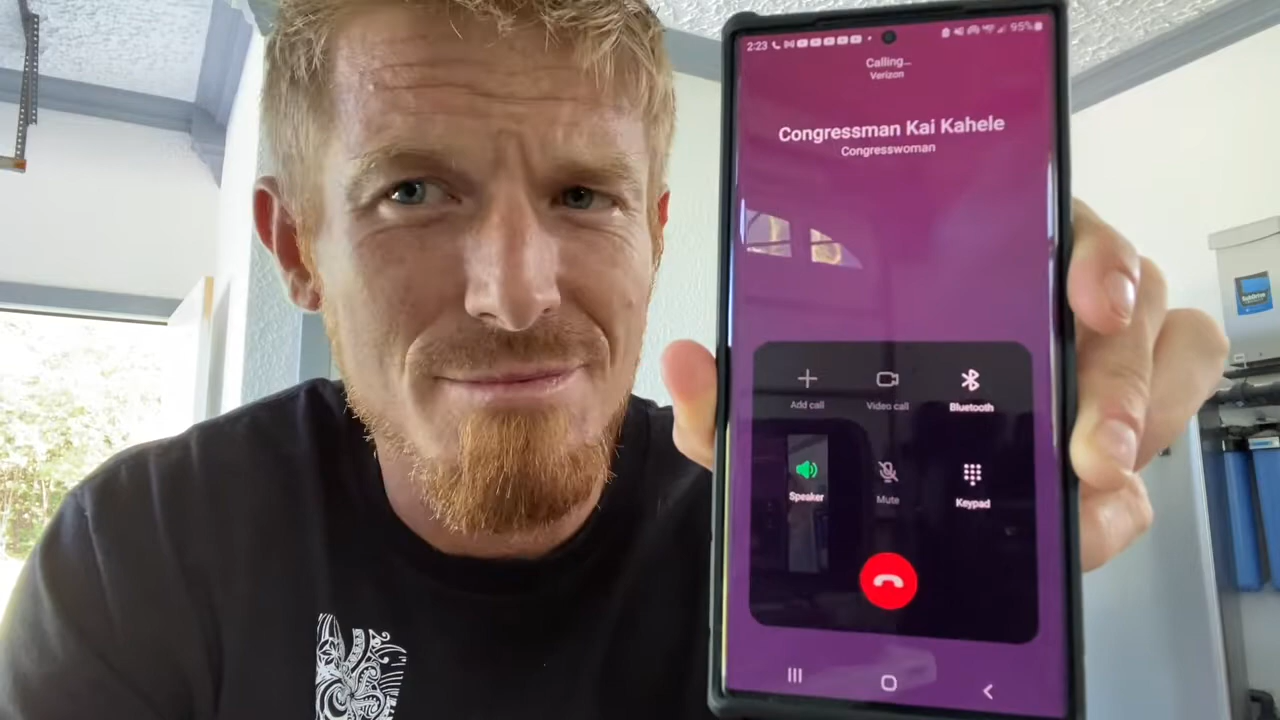 2:23
95%
Calling...
Verizon
Congressman Kai Kahele
Congresswoman
Add call
Video call
Bluetooth
Speaker
Mute
Keypad